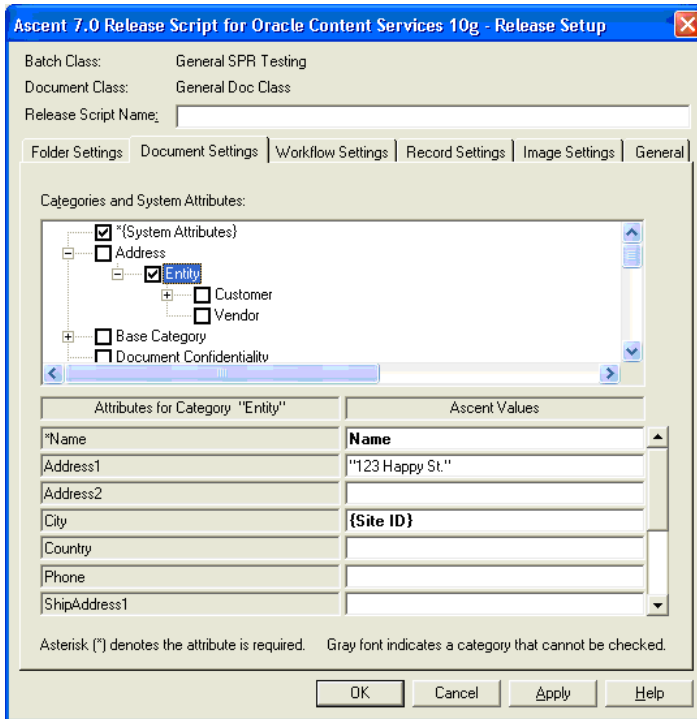 Ascent 7.0 Release Script for Oracle Content Services 10g - Release Setup
Batch Class: General SPR Testing
Document Class: General Doc Class
Release Script Name:
Folder Settings Document Settings Workflow Settings Record Settings Image Settings General
Categories and System Attributes:
*{System Attributes}
Address
Entity
Customer
Vendor
Base Category
Document Confidentiality
Attributes for Category "Entity" Ascent Values
*Name Name
Address1 "123 Happy St."
Address2
City {Site ID}
Country
Phone
ShipAddress1
Asterisk (*) denotes the attribute is required. Gray font indicates a category that cannot be checked.
OK Cancel Apply Help